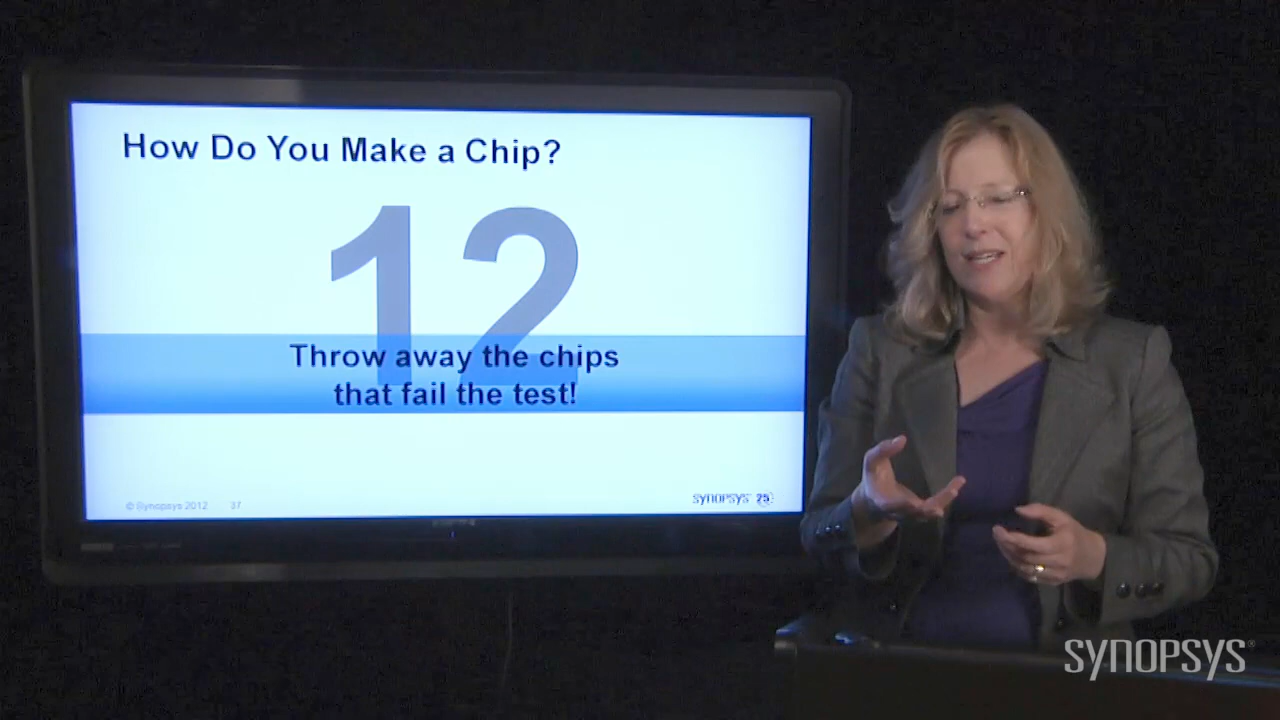 How Do You Make a Chip?
12
Throw away the chips
that fail the test!
© Synopsys 2012 37
SYNOPSYS 25
SYNOPSYS®